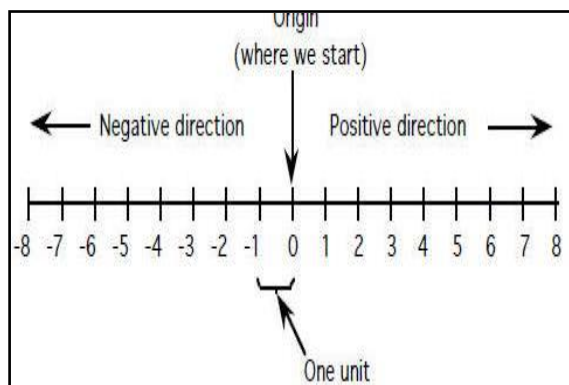 Origin
(where we start)
Negative direction Positive direction
-8 -7 -6 -5 -4 -3 -2 -1 0 1 2 3 4 5 6 7 8
One unit